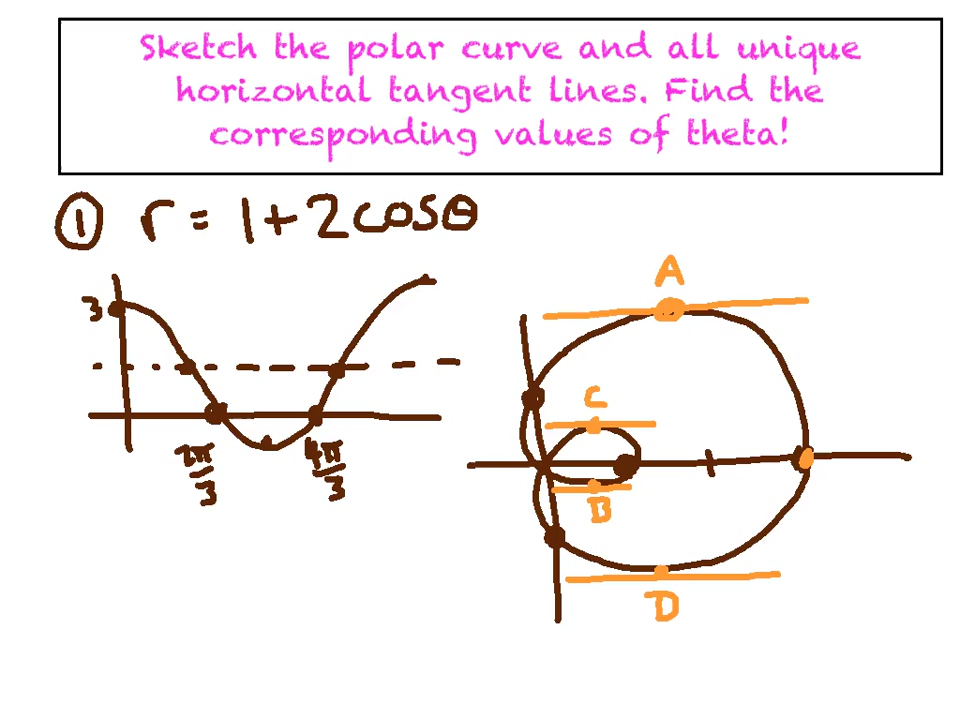 Sketch the polar curve and all unique
horizontal tangent lines. Find the
corresponding values of theta!
① r = 1 + 2cosθ
3
2π/3
4π/3
A
C
B
D